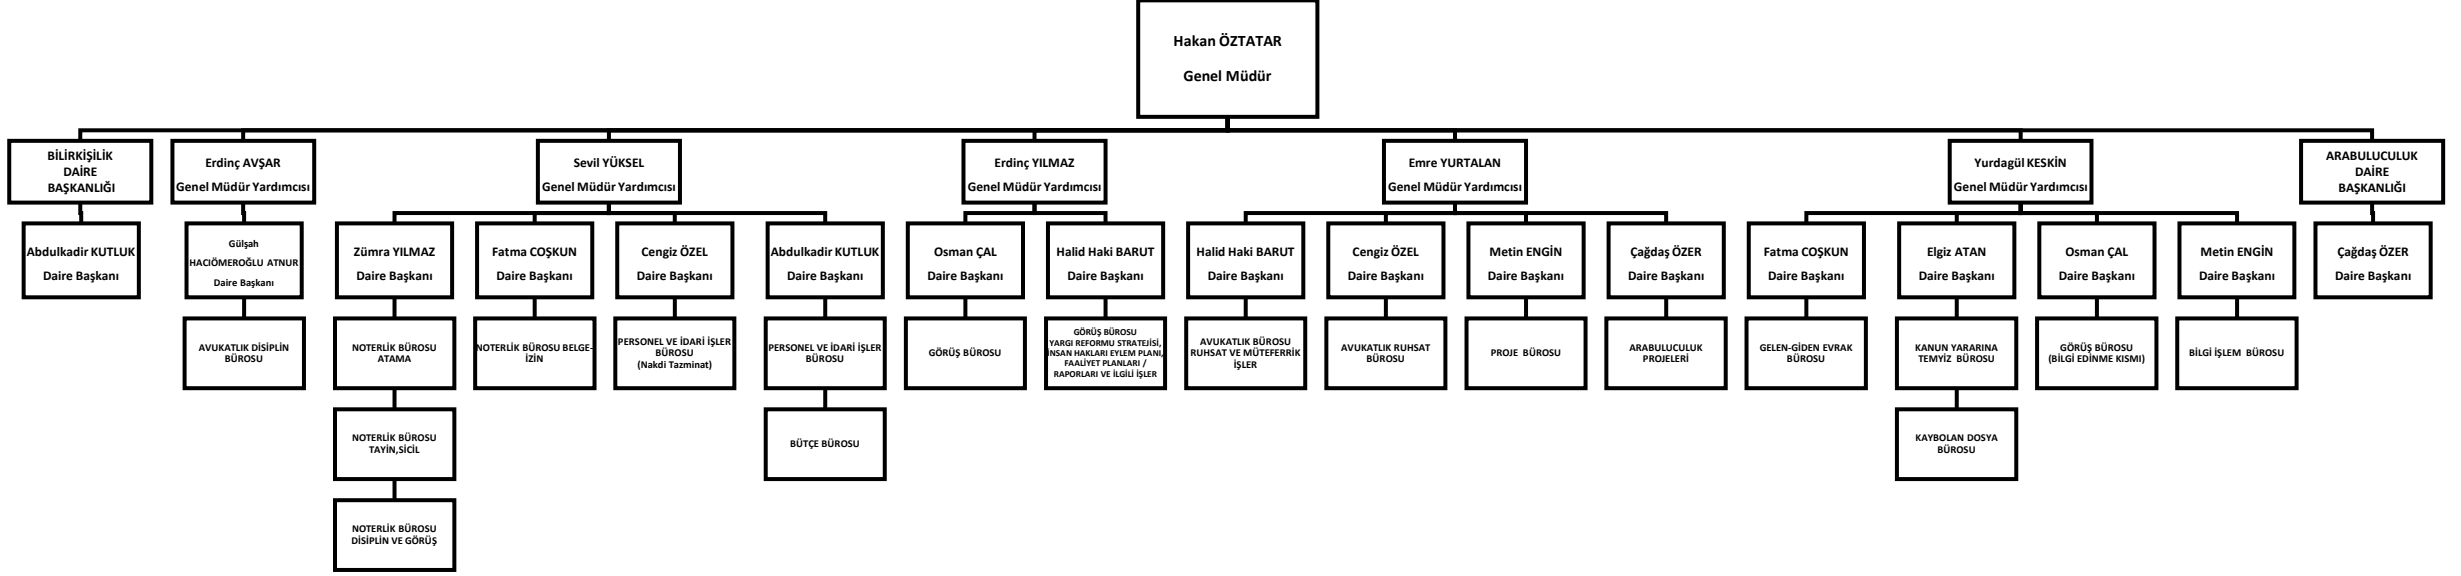 Hakan ÖZTATAR
Genel Müdür
BİLİRKİŞİLİK
DAİRE
BAŞKANLIĞI
Erdinç AVŞAR
Genel Müdür Yardımcısı
Sevil YÜKSEL
Genel Müdür Yardımcısı
Erdinç YILMAZ
Genel Müdür Yardımcısı
Emre YURTALAN
Genel Müdür Yardımcısı
Yurdagül KESKİN
Genel Müdür Yardımcısı
ARABULUCULUK
DAİRE
BAŞKANLIĞI
Abdulkadir KUTLUK
Daire Başkanı
Gülşah
HACIÖMEROĞLU ATNUR
Daire Başkanı
Zümra YILMAZ
Daire Başkanı
Fatma COŞKUN
Daire Başkanı
Cengiz ÖZEL
Daire Başkanı
Abdulkadir KUTLUK
Daire Başkanı
Osman ÇAL
Daire Başkanı
Halid Haki BARUT
Daire Başkanı
Halid Haki BARUT
Daire Başkanı
Cengiz ÖZEL
Daire Başkanı
Metin ENGİN
Daire Başkanı
Çağdaş ÖZER
Daire Başkanı
Fatma COŞKUN
Daire Başkanı
Elgiz ATAN
Daire Başkanı
Osman ÇAL
Daire Başkanı
Metin ENGİN
Daire Başkanı
Çağdaş ÖZER
Daire Başkanı
AVUKATLIK DİSİPLİN
BÜROSU
NOTERLİK BÜROSU
ATAMA
NOTERLİK BÜROSU BELGE-
İZİN
PERSONEL VE İDARİ İŞLER
BÜROSU
(Nakdi Tazminat)
PERSONEL VE İDARİ İŞLER
BÜROSU
GÖRÜŞ BÜROSU
GÖRÜŞ BÜROSU
YARGI REFORMU STRATEJİSİ,
İNSAN HAKLARI EYLEM PLANI,
FAALİYET PLANLARI /
RAPORLARI VE İLGİLİ İŞLER
AVUKATLIK BÜROSU
RUHSAT VE MÜTEFERRİK
İŞLER
AVUKATLIK RUHSAT
BÜROSU
PROJE BÜROSU
ARABULUCULUK
PROJELERİ
GELEN-GİDEN EVRAK
BÜROSU
KANUN YARARINA
TEMYİZ BÜROSU
GÖRÜŞ BÜROSU
(BİLGİ EDİNME KISMI)
BİLGİ İŞLEM BÜROSU
NOTERLİK BÜROSU
TAYİN,SİCİL
BÜTÇE BÜROSU
KAYBOLAN DOSYA
BÜROSU
NOTERLİK BÜROSU
DİSİPLİN VE GÖRÜŞ